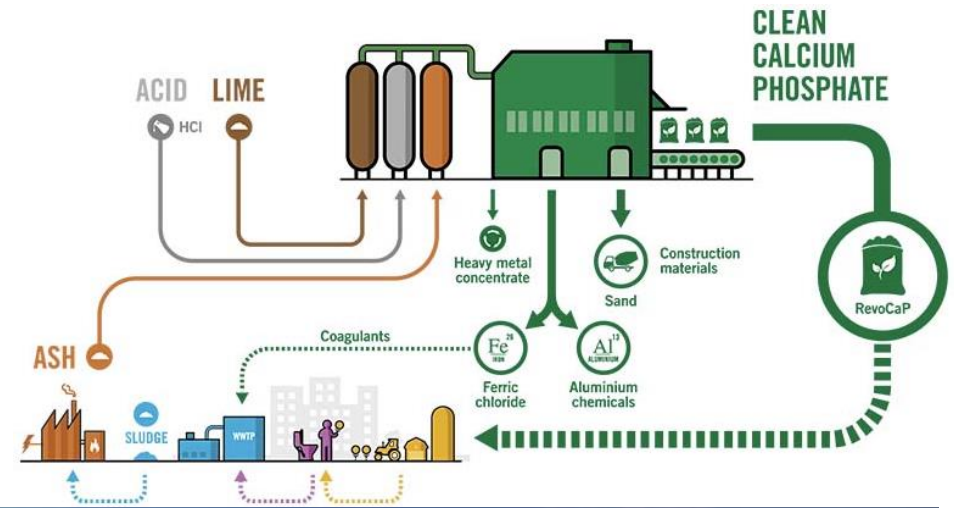 CLEAN
CALCIUM
PHOSPHATE
ACID
LIME
HCl
Heavy metal
concentrate
Construction
materials
Sand
RevoCaP
Coagulants
26
Fe
IRON
13
Al
ALUMINIUM
Ferric
chloride
Aluminium
chemicals
ASH
SLUDGE
WWTP